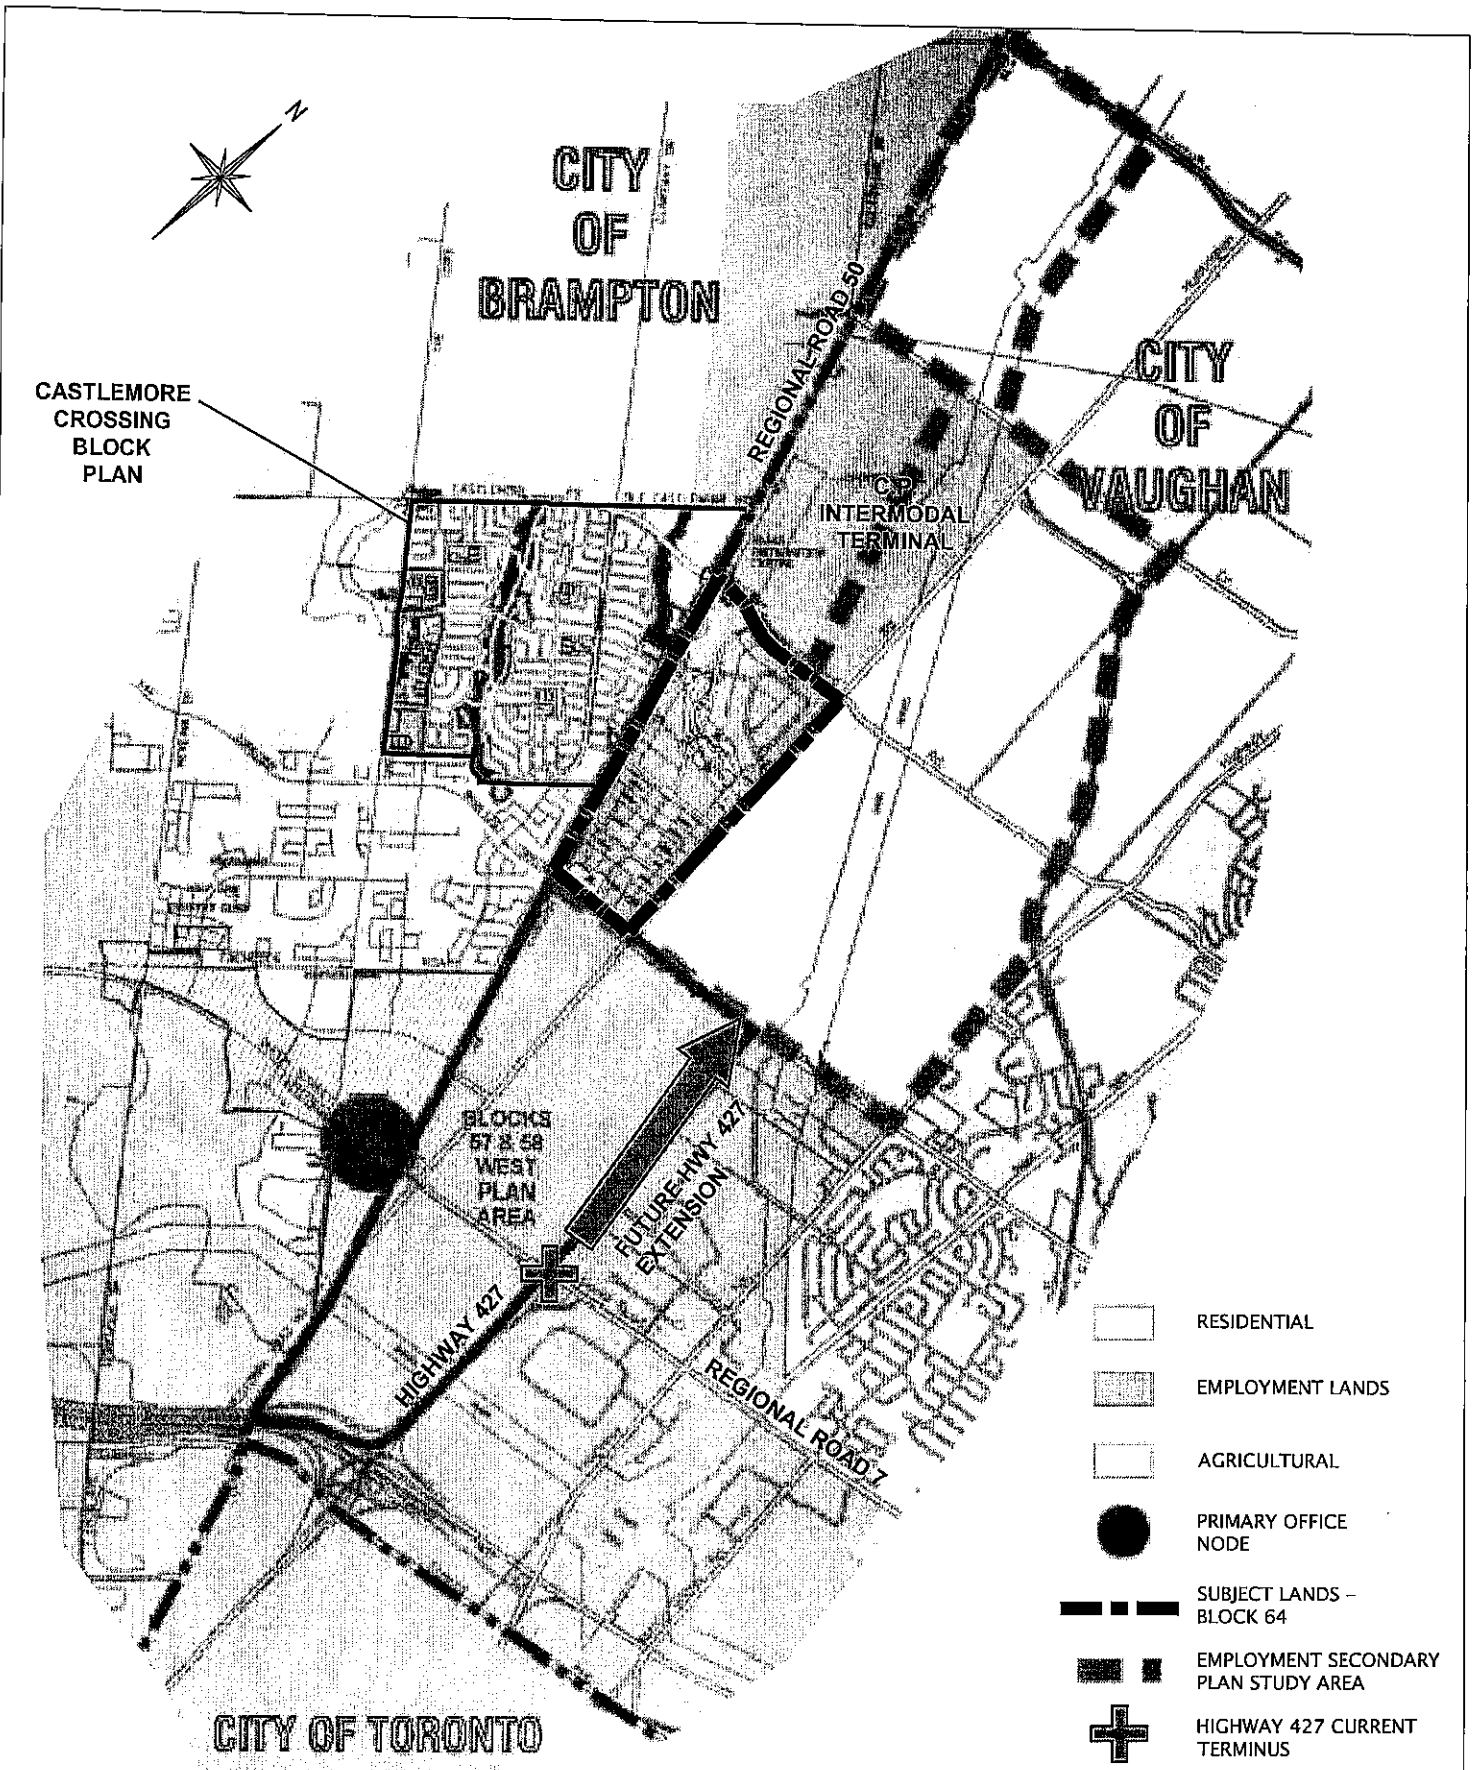 N
CITY
OF
BRAMPTON
CASTLEMORE
CROSSING
BLOCK
PLAN
REGIONAL ROAD 50
CITY
OF
VAUGHAN
C.P.
INTERMODAL
TERMINAL
BLOCKS
57 & 58
WEST
PLAN
AREA
FUTURE HWY 427
EXTENSION
HIGHWAY 427
REGIONAL ROAD 7
CITY OF TORONTO
RESIDENTIAL
EMPLOYMENT LANDS
AGRICULTURAL
PRIMARY OFFICE
NODE
SUBJECT LANDS –
BLOCK 64
EMPLOYMENT SECONDARY
PLAN STUDY AREA
HIGHWAY 427 CURRENT
TERMINUS